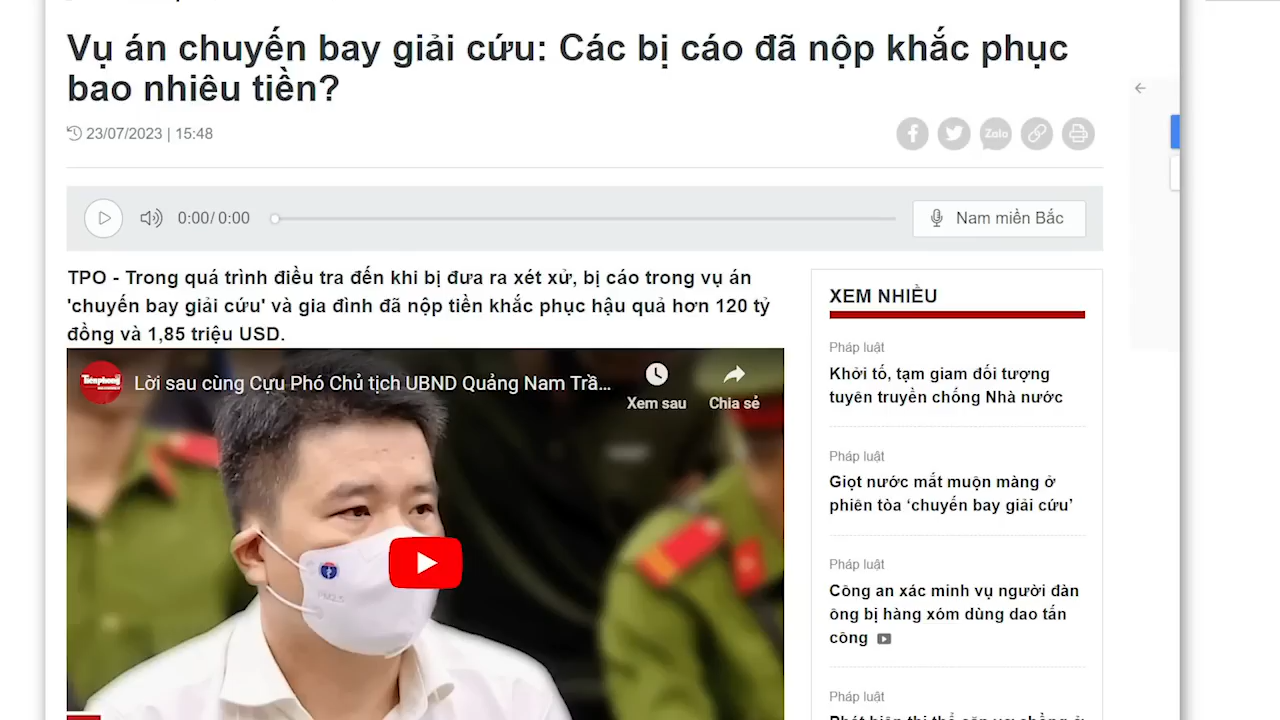 Vụ án chuyến bay giải cứu: Các bị cáo đã nộp khắc phục
bao nhiêu tiền?
23/07/2023 | 15:48
Zalo
0:00/ 0:00
Nam miền Bắc
TPO - Trong quá trình điều tra đến khi bị đưa ra xét xử, bị cáo trong vụ án
'chuyến bay giải cứu' và gia đình đã nộp tiền khắc phục hậu quả hơn 120 tỷ
đồng và 1,85 triệu USD.
Tiền phong
Lời sau cùng Cựu Phó Chủ tịch UBND Quảng Nam Trầ...
Xem sau
Chia sẻ
PM2.5
XEM NHIỀU
Pháp luật
Khởi tố, tạm giam đối tượng
tuyên truyền chống Nhà nước
Pháp luật
Giọt nước mắt muộn màng ở
phiên tòa ‘chuyến bay giải cứu’
Pháp luật
Công an xác minh vụ người đàn
ông bị hàng xóm dùng dao tấn
công
Pháp luật